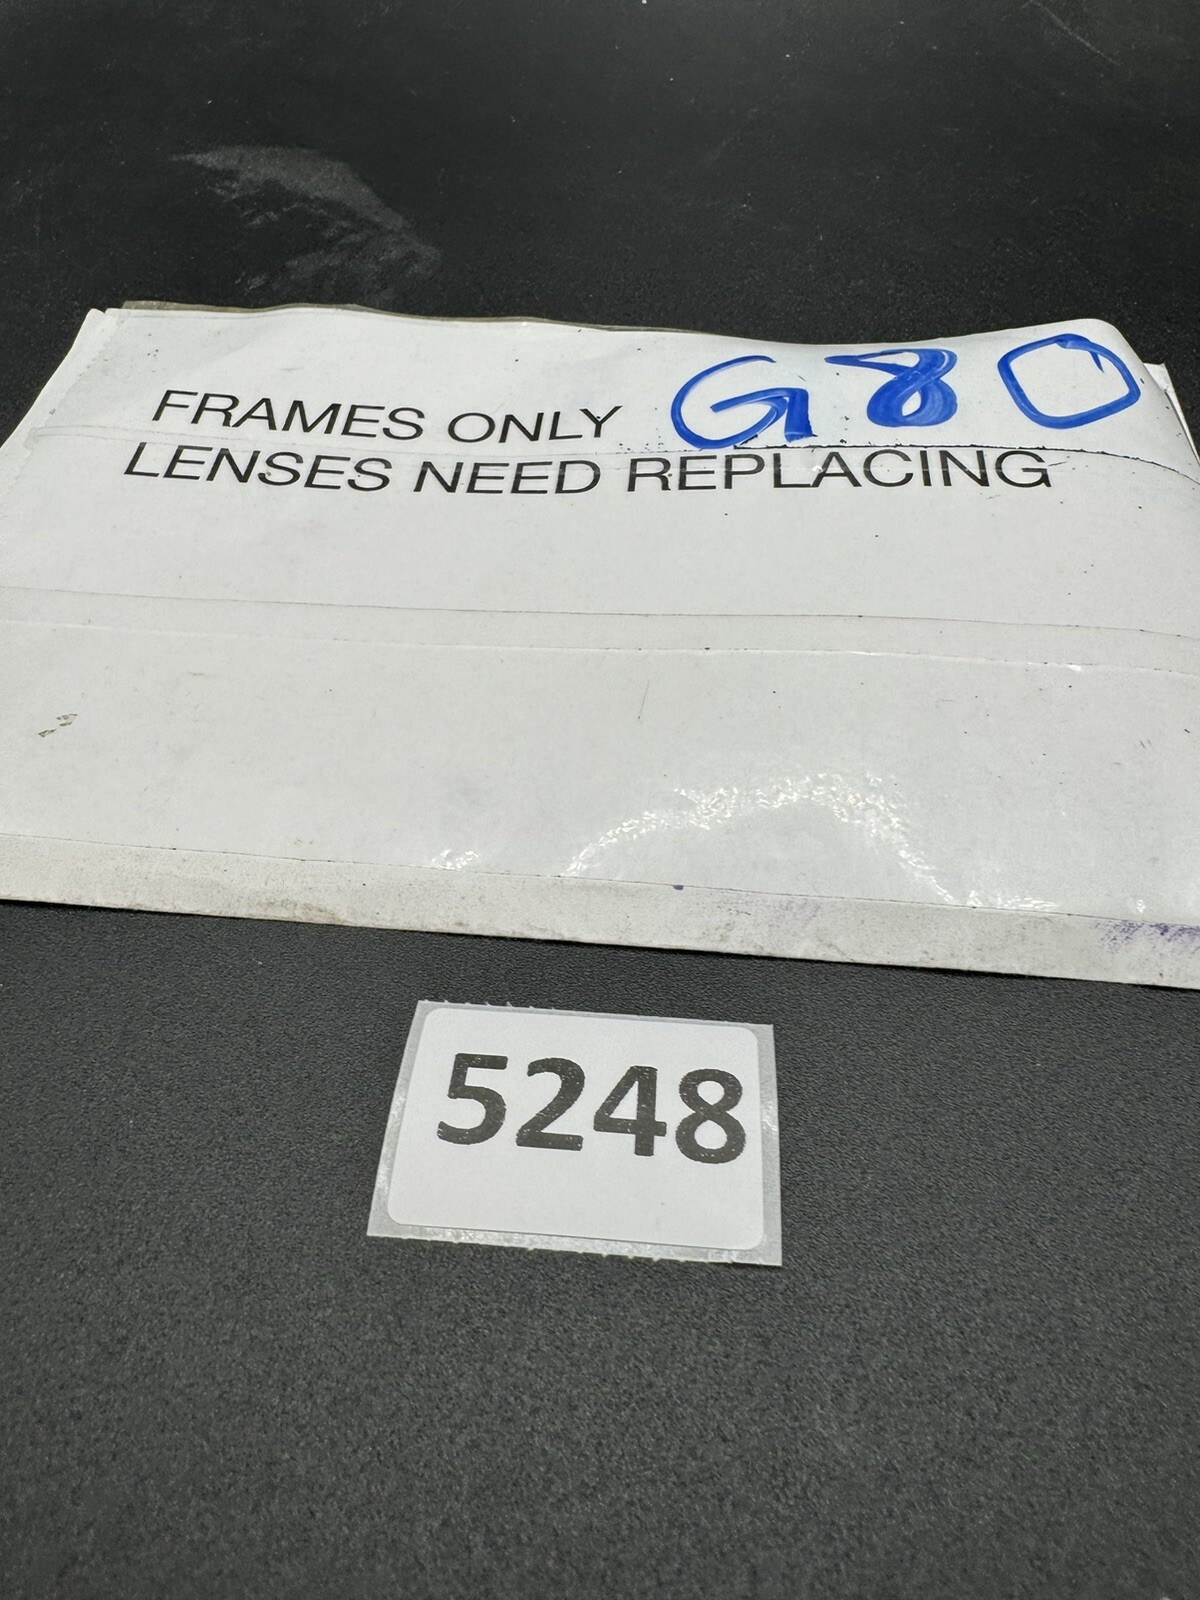 G80
FRAMES ONLY
LENSES NEED REPLACING
5248